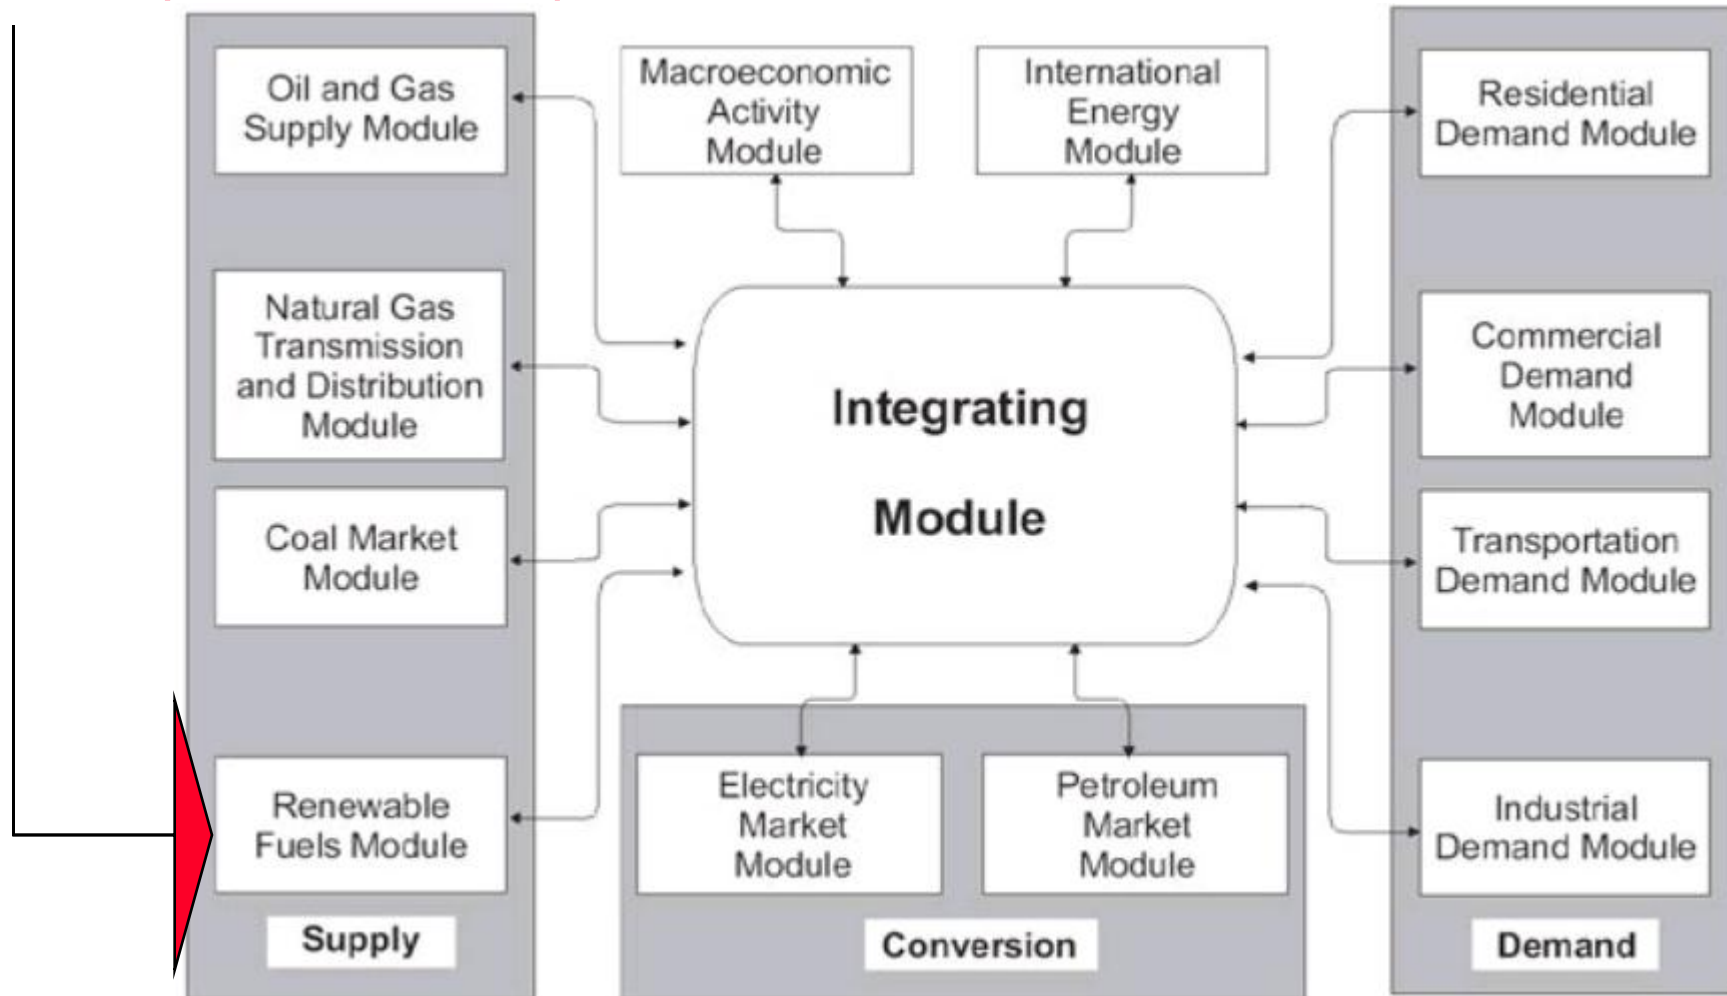 Oil and Gas
Supply Module
Macroeconomic
Activity
Module
International
Energy
Module
Residential
Demand Module
Natural Gas
Transmission
and Distribution
Module
Integrating
Module
Commercial
Demand
Module
Coal Market
Module
Transportation
Demand Module
Renewable
Fuels Module
Electricity
Market
Module
Petroleum
Market
Module
Industrial
Demand Module
Supply
Conversion
Demand